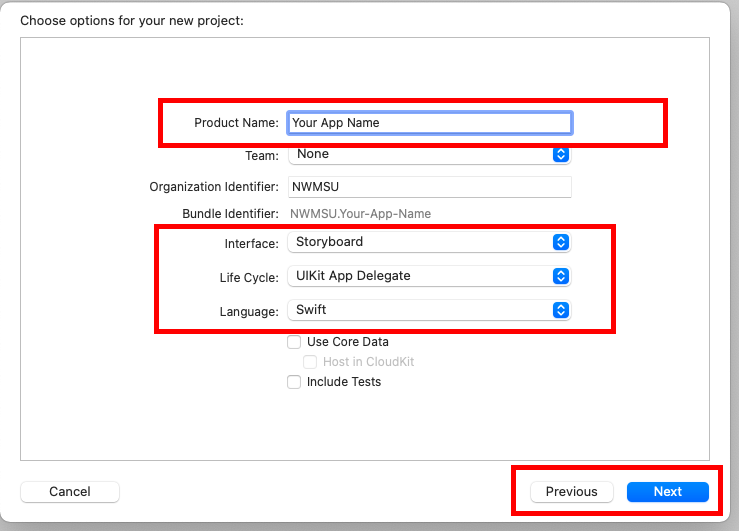 Choose options for your new project:
Product Name: Your App Name
Team: None
Organization Identifier: NWMSU
Bundle Identifier: NWMSU.Your-App-Name
Interface: Storyboard
Life Cycle: UIKit App Delegate
Language: Swift
Use Core Data
Host in CloudKit
Include Tests
Cancel Previous Next